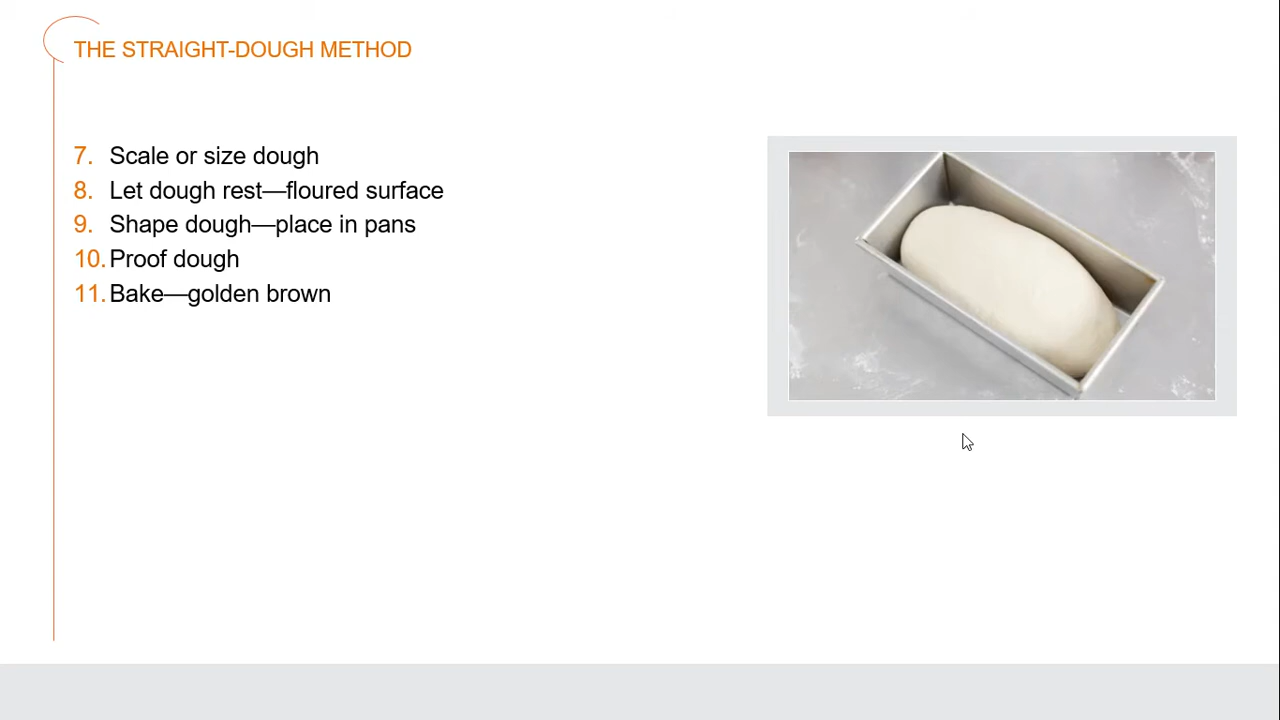 THE STRAIGHT-DOUGH METHOD
7. Scale or size dough
8. Let dough rest—floured surface
9. Shape dough—place in pans
10. Proof dough
11. Bake—golden brown